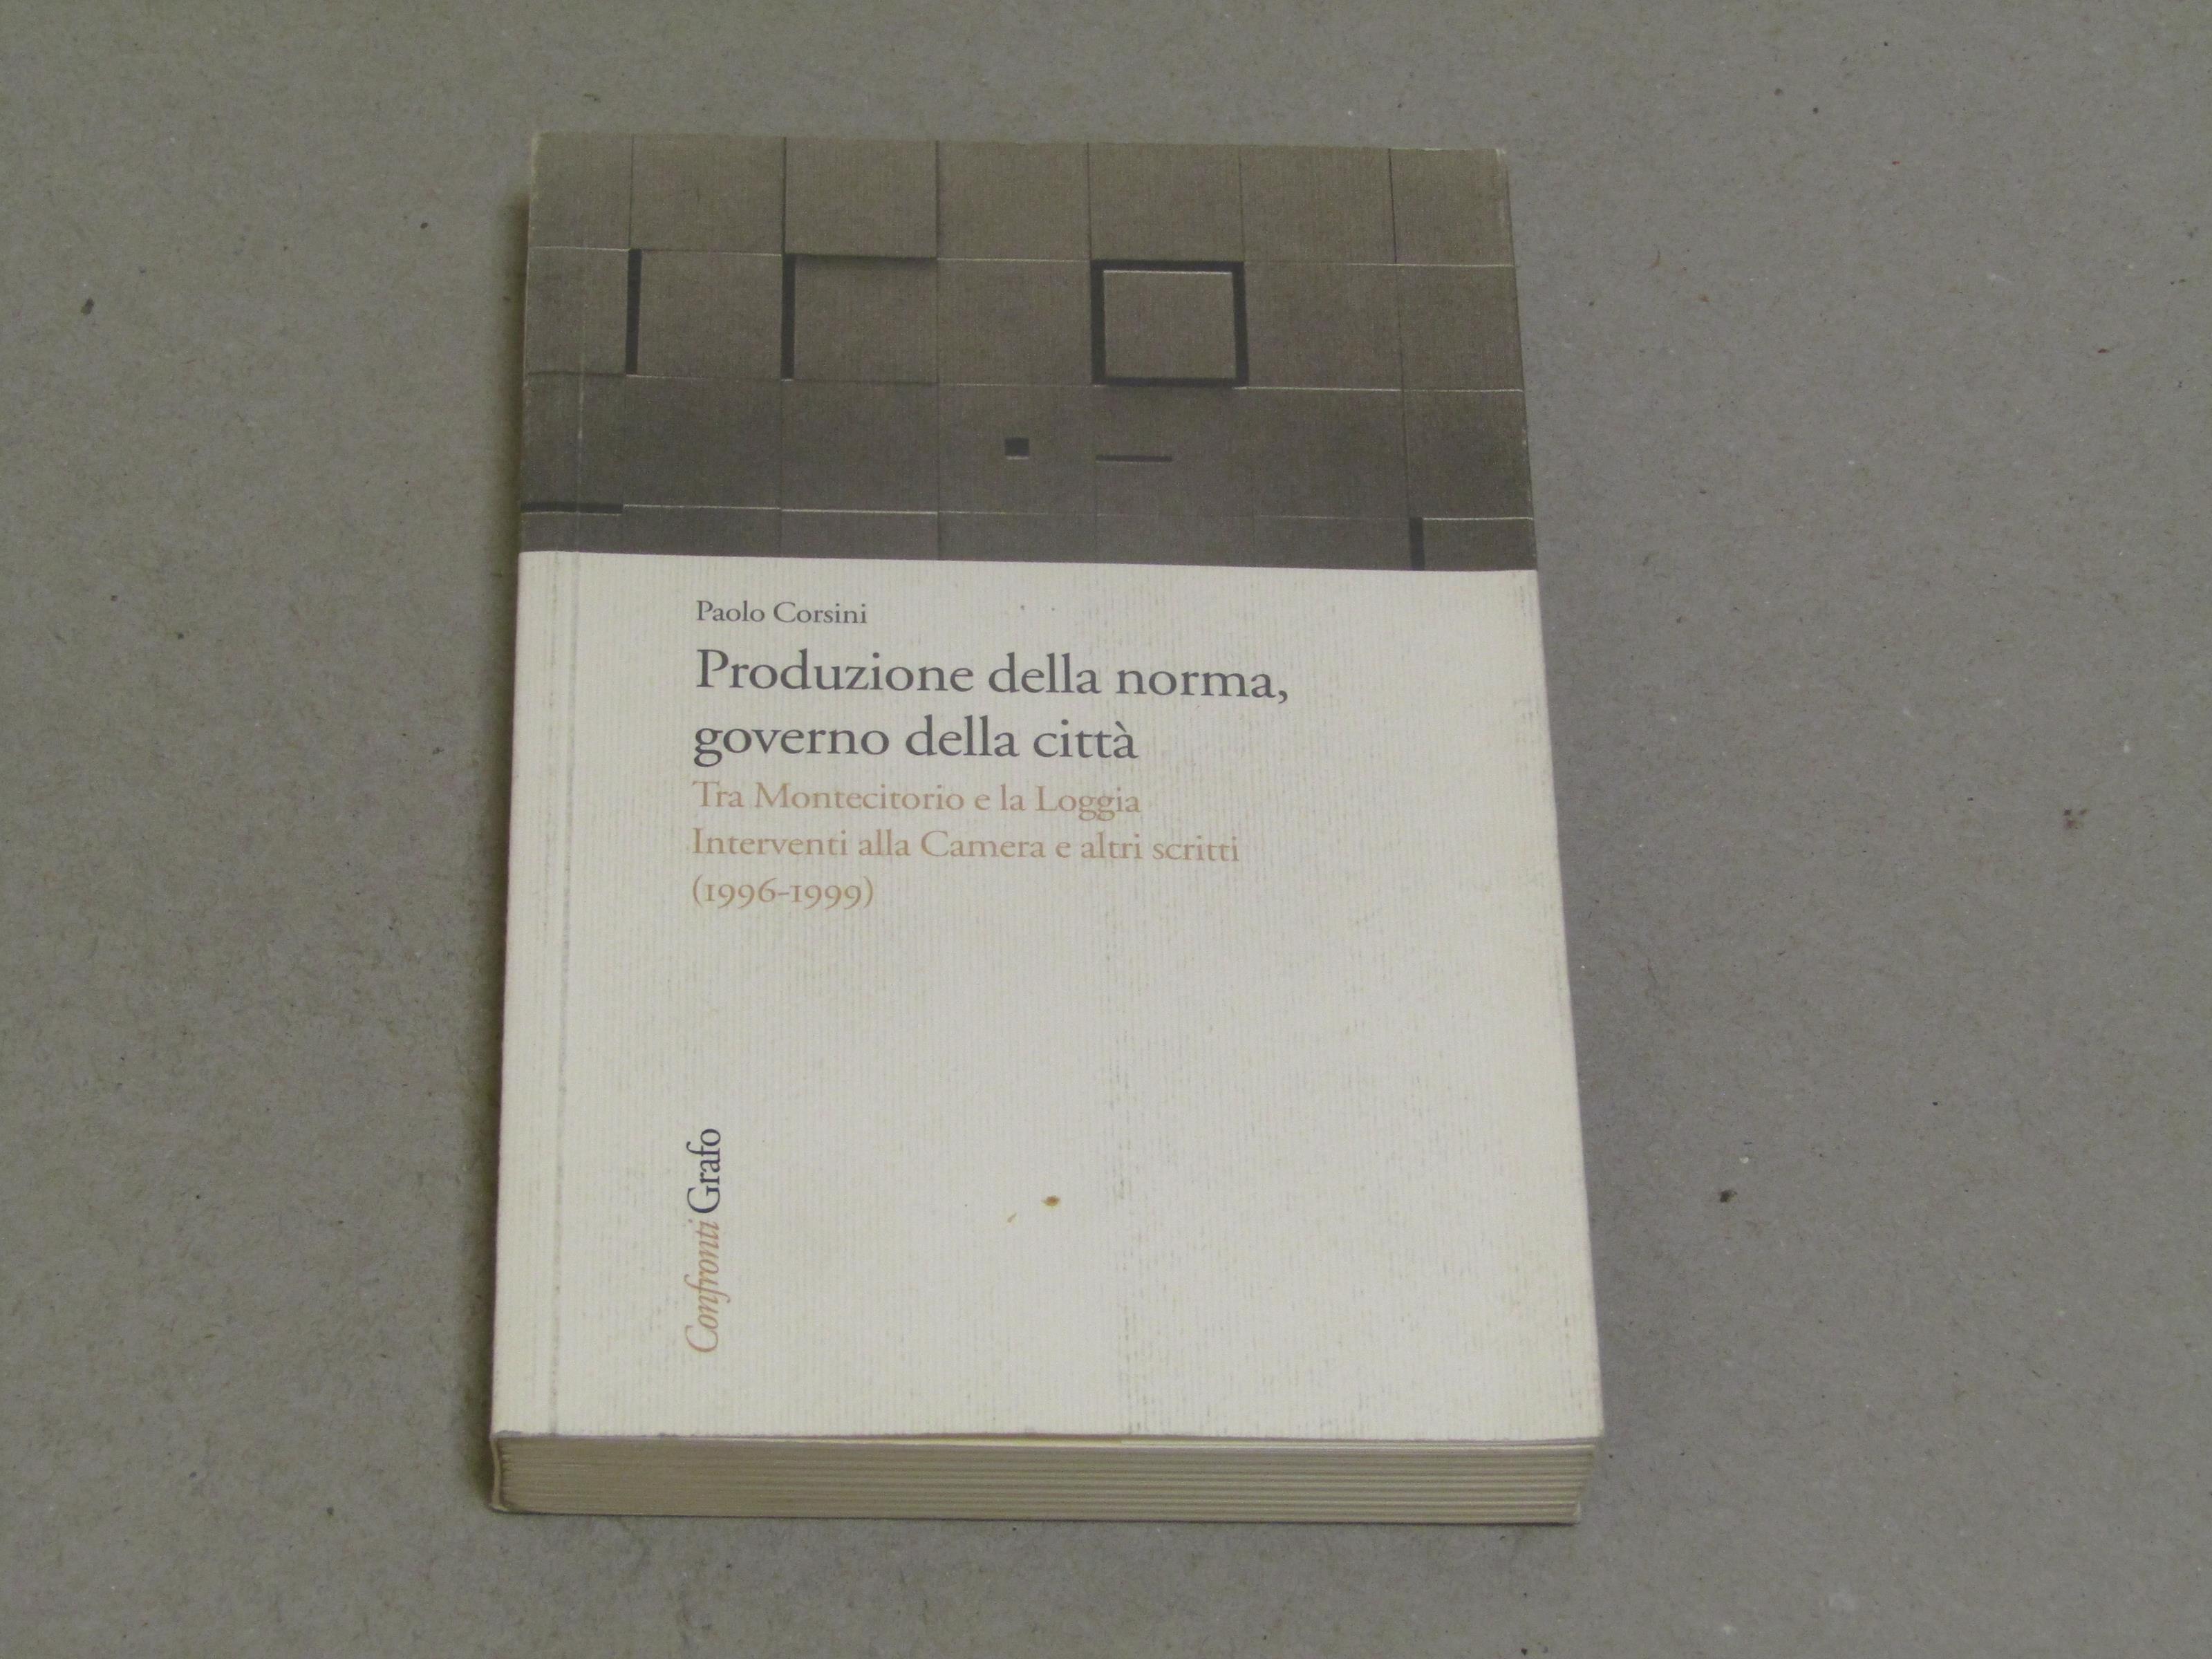 Paolo Corsini
Produzione della norma,
governo della città
Tra Montecitorio e la Loggia
Interventi alla Camera e altri scritti
(1996-1999)
Confronti Grafo